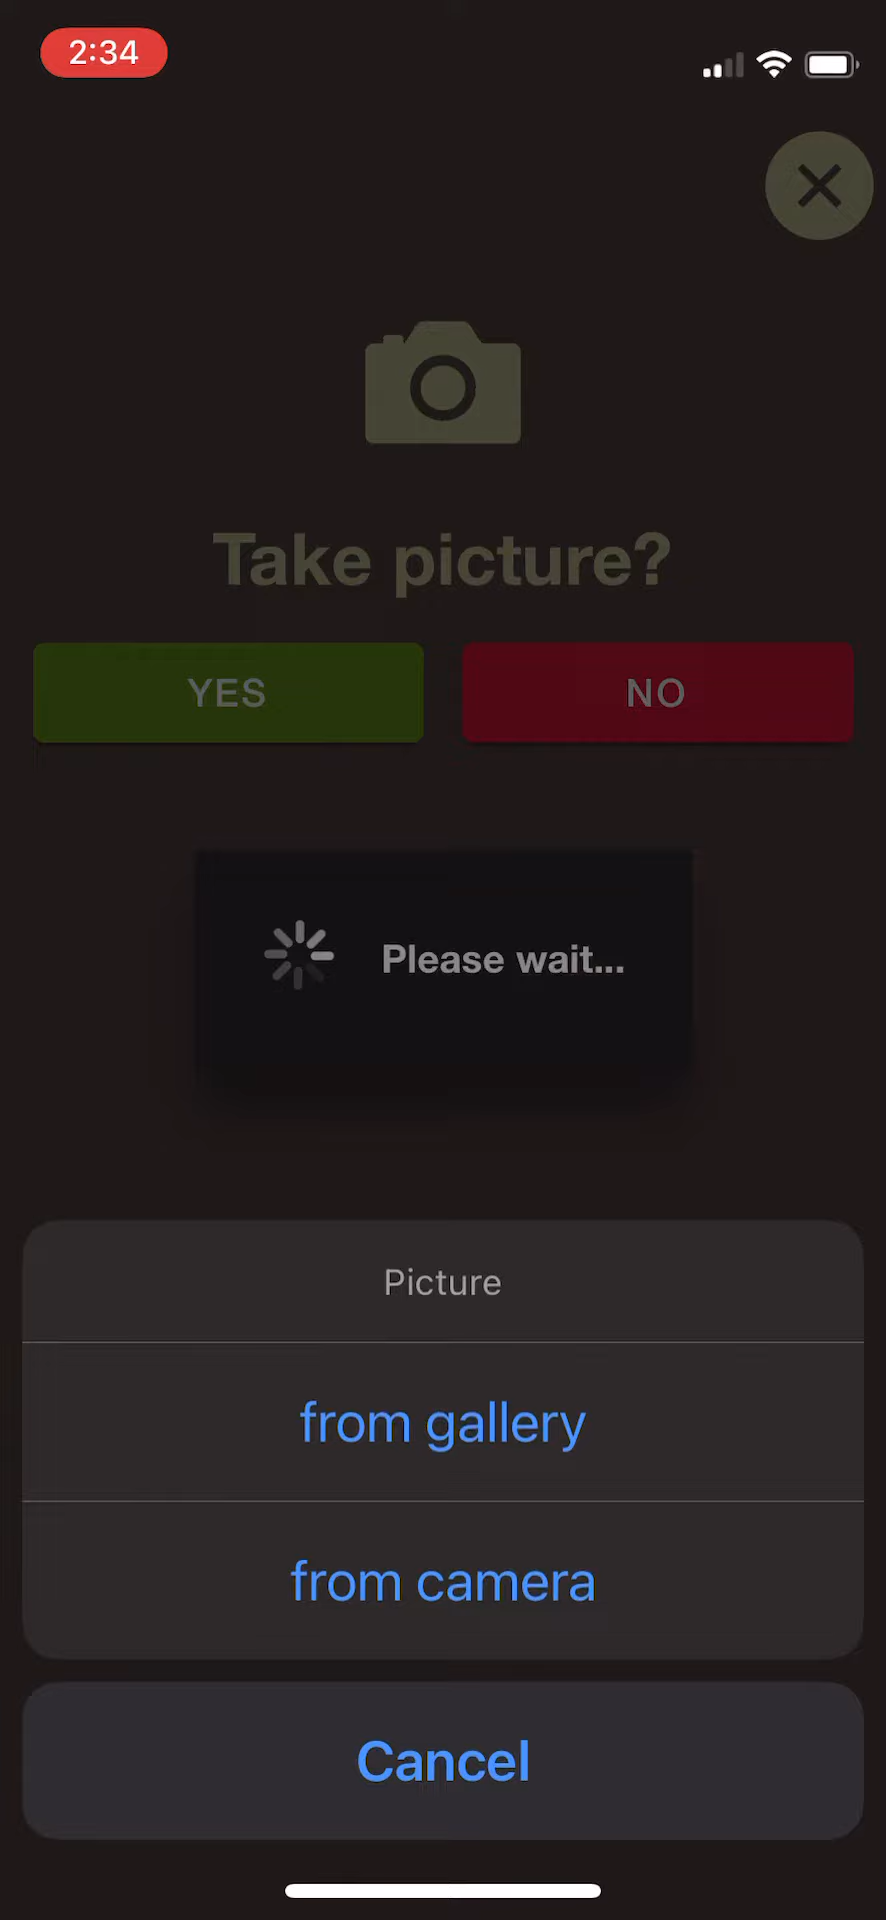 2:34
Take picture?
YES
NO
Please wait...
Picture
from gallery
from camera
Cancel